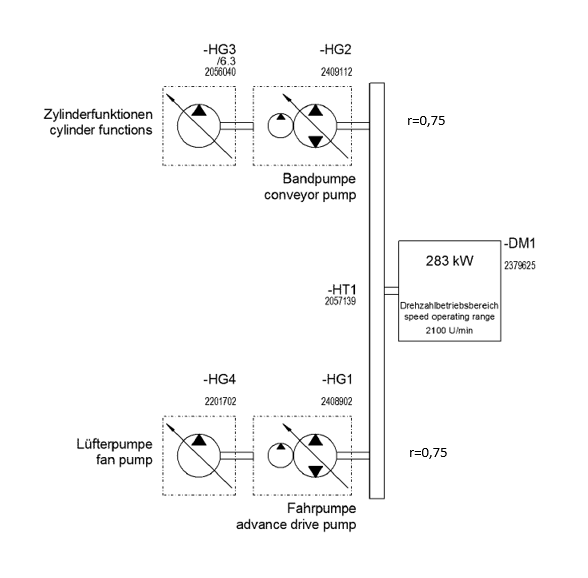 -HG3
/6.3
2056040
-HG2
2409112
Zylinderfunktionen
cylinder functions
r=0,75
Bandpumpe
conveyor pump
-DM1
2379625
283 kW
Drehzahlbetriebsbereich
speed operating range
2100 U/min
-HT1
2057139
-HG4
2201702
-HG1
2408902
Lüfterpumpe
fan pump
r=0,75
Fahrpumpe
advance drive pump